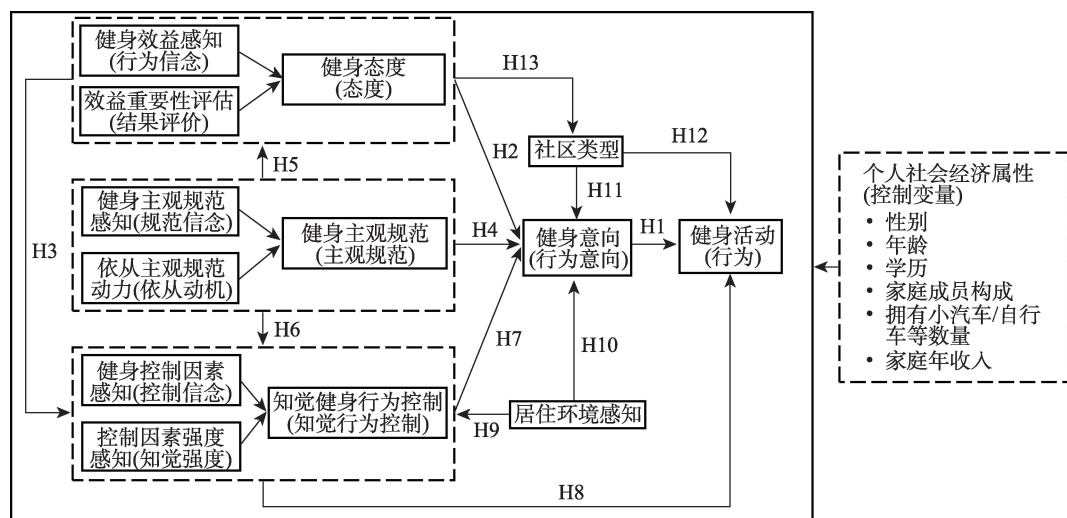 健身效益感知
(行为信念)
效益重要性评估
(结果评价)
健身态度
(态度)
H13
H2
社区类型
H12
H5
H11
健身主观规范
感知(规范信念)
依从主观规范
动力(依从动机)
健身主观规范
(主观规范)
H3
H4
健身意向
(行为意向)
H1
健身活动
(行为)
H6
H7
H10
健身控制因素
感知(控制信念)
控制因素强度
感知(知觉强度)
知觉健身行为控制
(知觉行为控制)
H9
居住环境感知
H8
个人社会经济属性
(控制变量)
• 性别
• 年龄
• 学历
• 家庭成员构成
• 拥有小汽车/自行
车等数量
• 家庭年收入